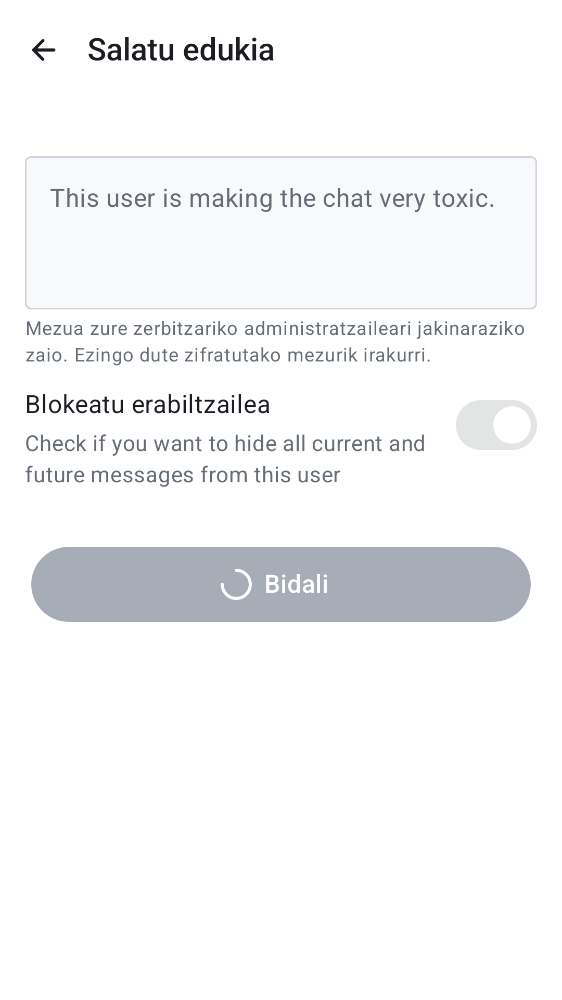 Salatu edukia
This user is making the chat very toxic.
Mezua zure zerbitzariko administratzaileari jakinaraziko
zaio. Ezingo dute zifratutako mezurik irakurri.
Blokeatu erabiltzailea
Check if you want to hide all current and
future messages from this user
Bidali